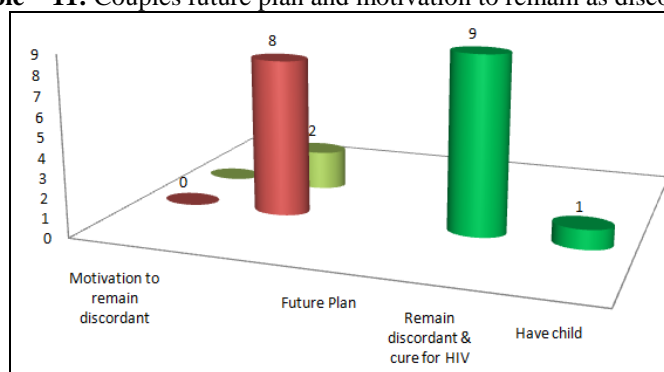 11: Couples future plan and motivation to remain as
9
8
7
6
5
4
3
2
1
0
8
9
2
0
1
Motivation to
remain
discordant
Future Plan
Remain
discordant &
cure for HIV
Have child